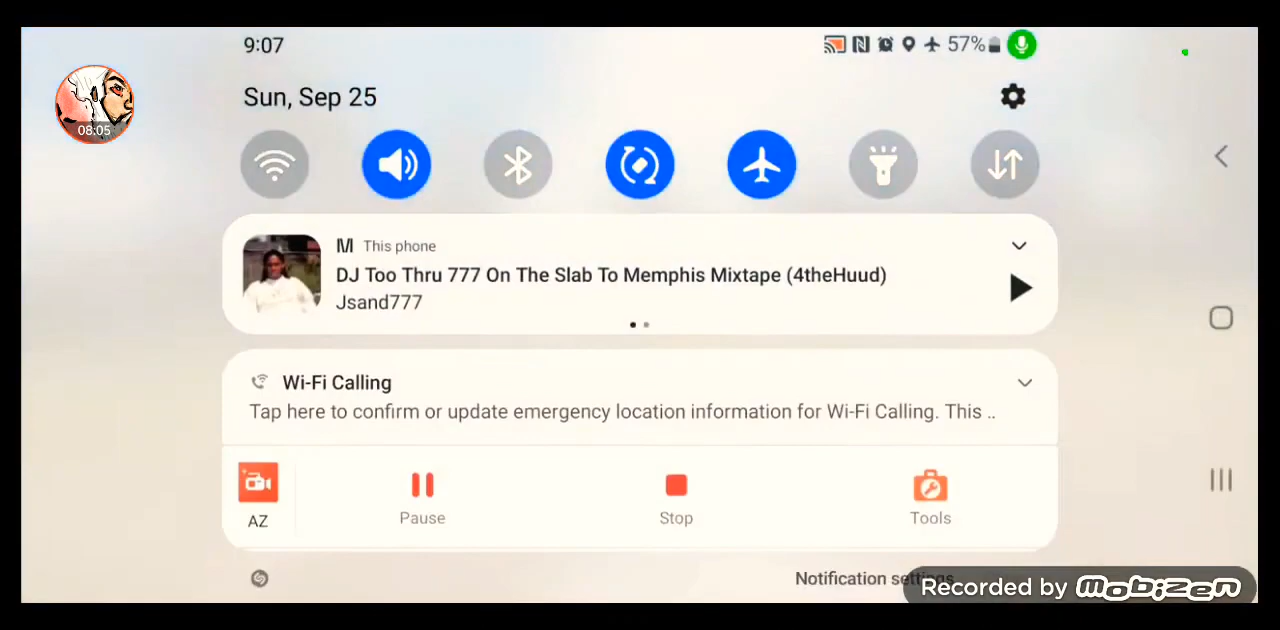 9:07
57%
Sun, Sep 25
08:05
M This phone
DJ Too Thru 777 On The Slab To Memphis Mixtape (4theHuud)
Jsand777
Wi-Fi Calling
Tap here to confirm or update emergency location information for Wi-Fi Calling. This ..
AZ
Pause
Stop
Tools
Notification settings
Recorded by mobizen